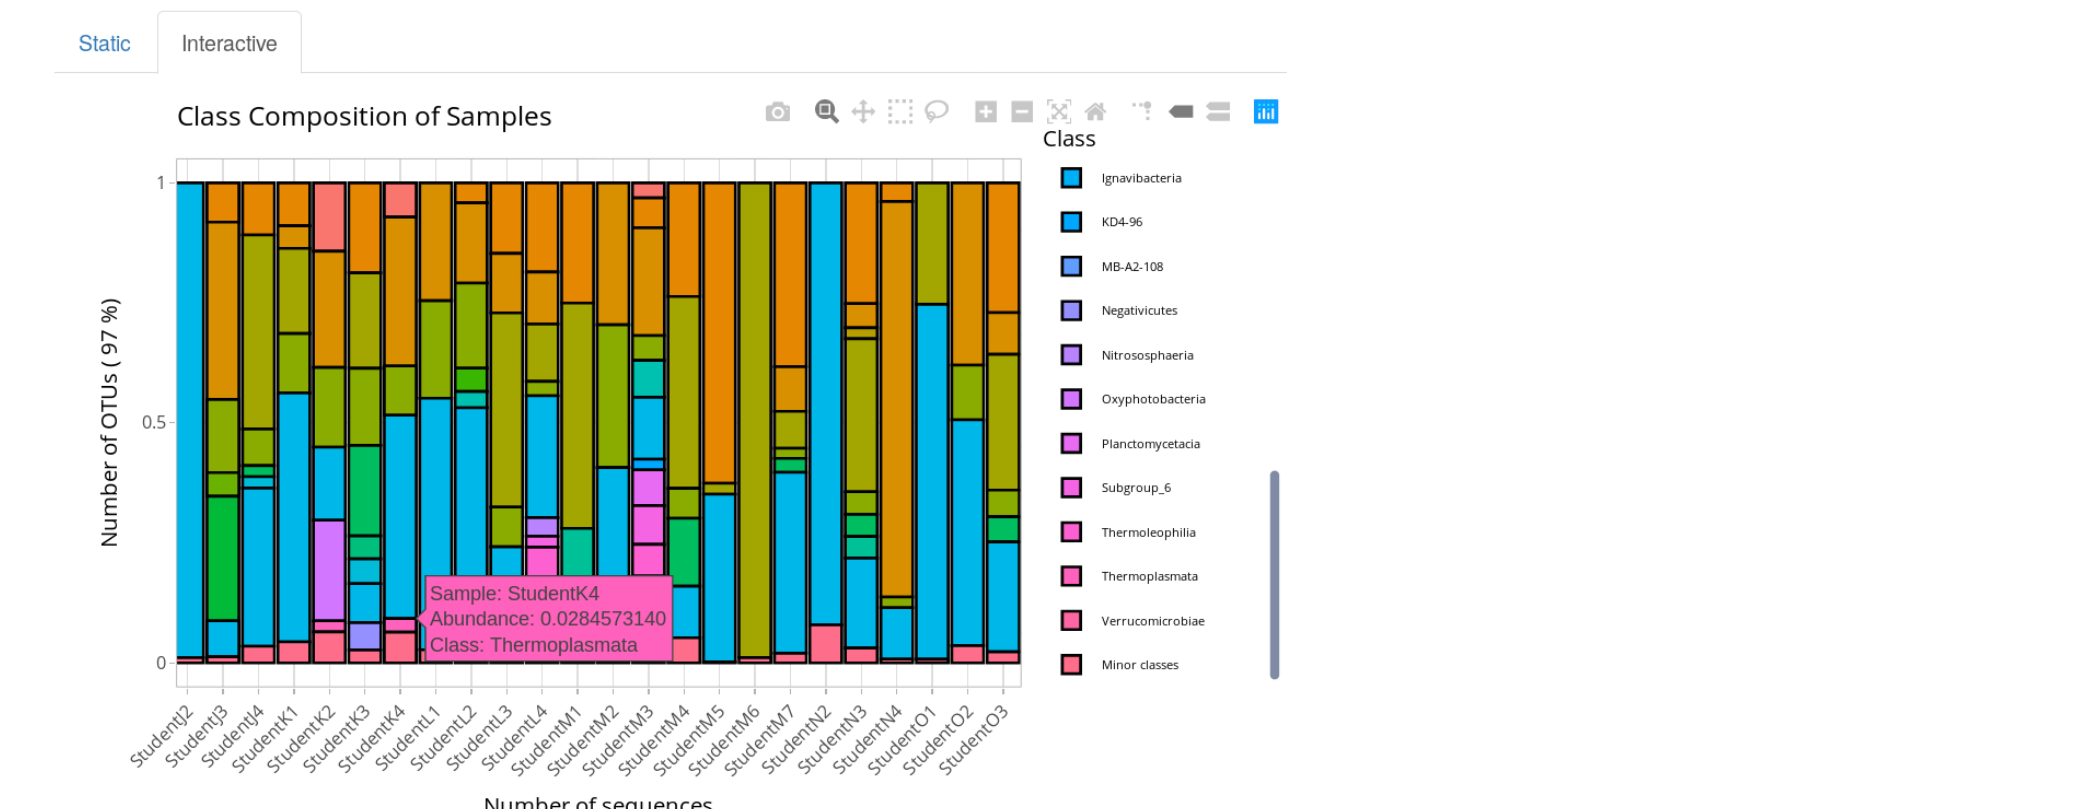 Static
Interactive
Class Composition of Samples
Class
Ignavibacteria
KD4-96
MB-A2-108
Negativicutes
Nitrososphaeria
Oxyphotobacteria
Planctomycetacia
Subgroup_6
Thermoleophilia
Thermoplasmata
Verrucomicrobiae
Minor classes
Number of OTUs ( 97 %)
1
0.5
0
Sample: StudentK4
Abundance: 0.0284573140
Class: Thermoplasmata
StudentJ2
StudentJ3
StudentJ4
StudentK1
StudentK2
StudentK3
StudentK4
StudentL1
StudentL2
StudentL3
StudentL4
StudentM1
StudentM2
StudentM3
StudentM4
StudentM5
StudentM6
StudentM7
StudentN2
StudentN3
StudentN4
StudentO1
StudentO2
StudentO3
Number of sequences